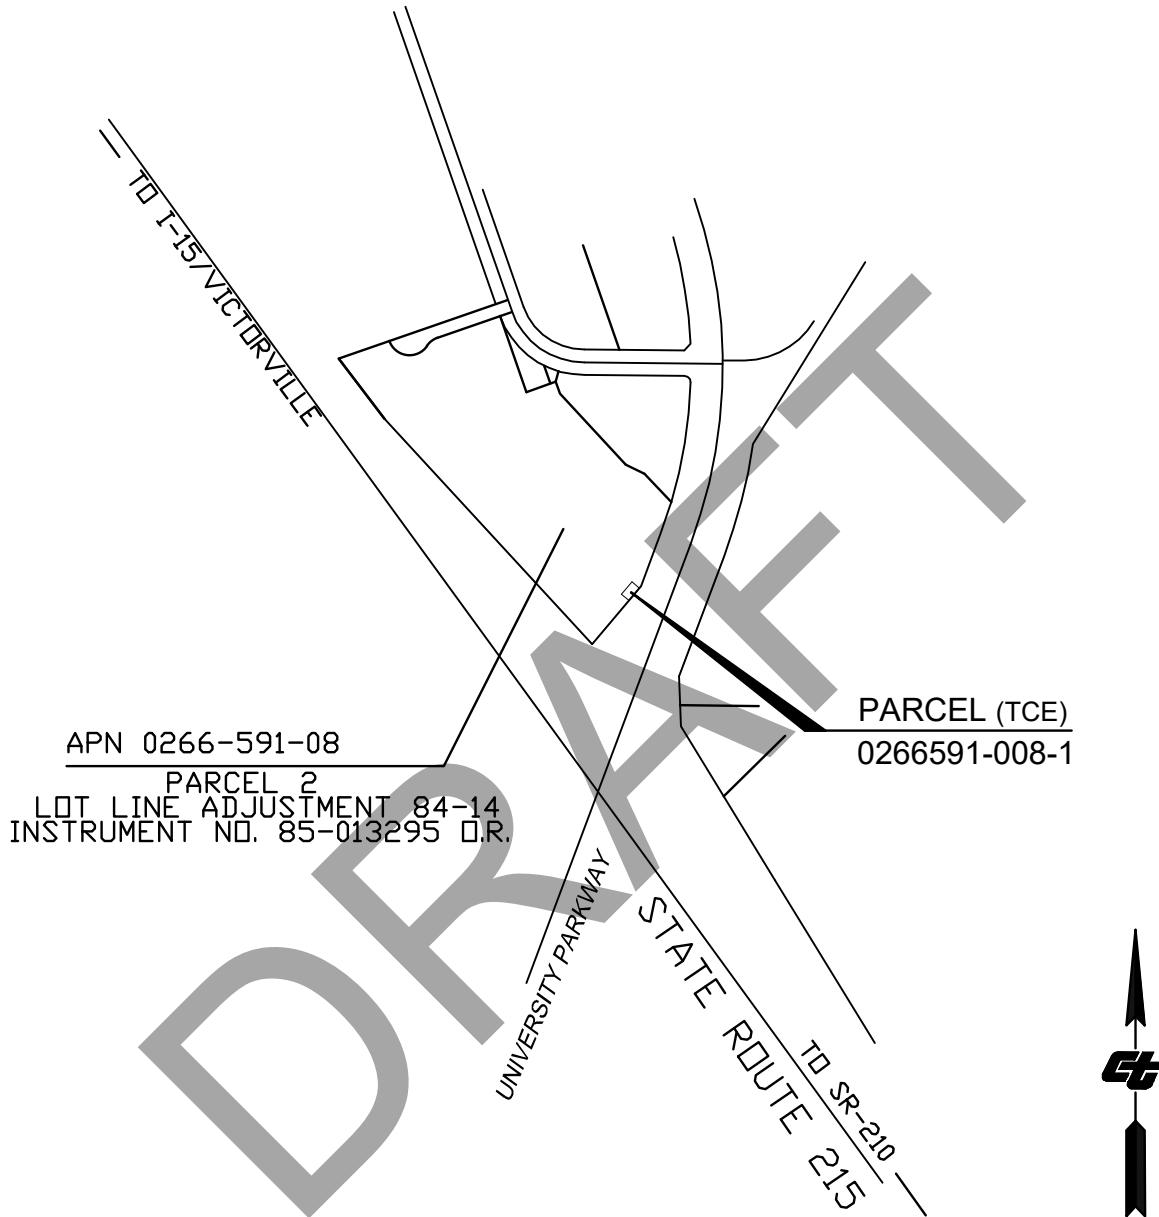 TO I-15/VICTORVILLE
APN 0266-591-08
PARCEL 2
LOT LINE ADJUSTMENT 84-14
INSTRUMENT NO. 85-013295 O.R.
PARCEL (TCE)
0266591-008-1
UNIVERSITY PARKWAY
STATE ROUTE 215
TO SR-210
DRAFT
Ct